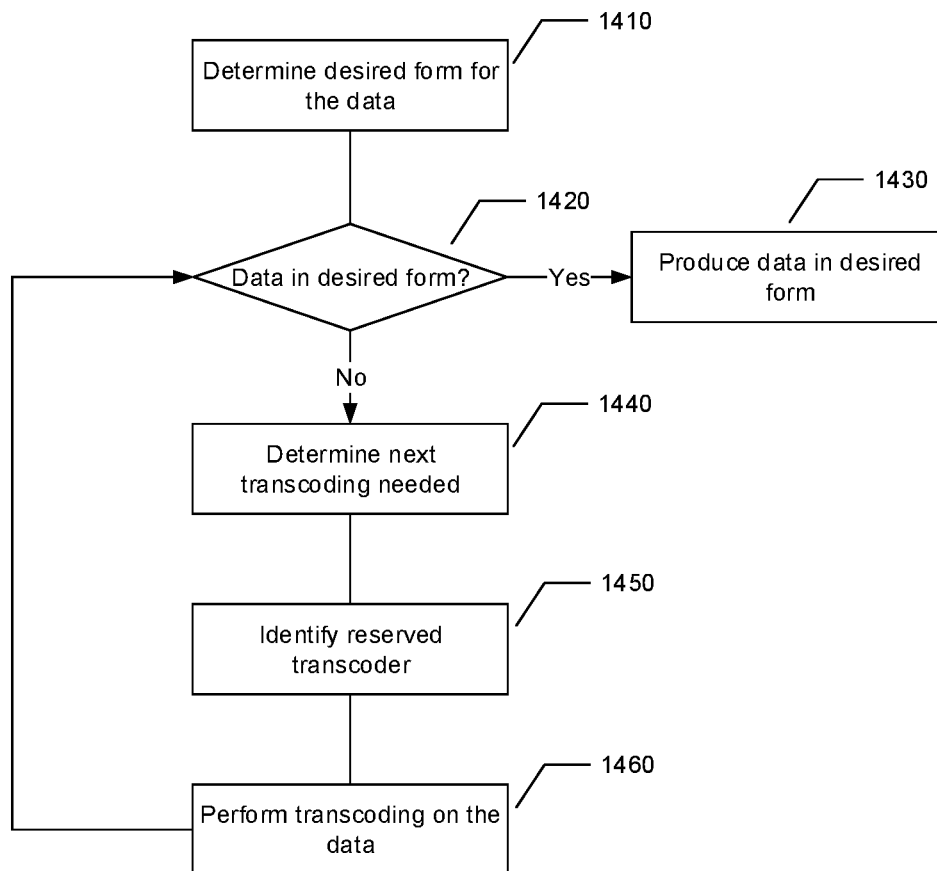 1410
Determine desired form for
the data
1420
Data in desired form?
Yes
1430
Produce data in desired
form
No
1440
Determine next
transcoding needed
1450
Identify reserved
transcoder
1460
Perform transcoding on the
data